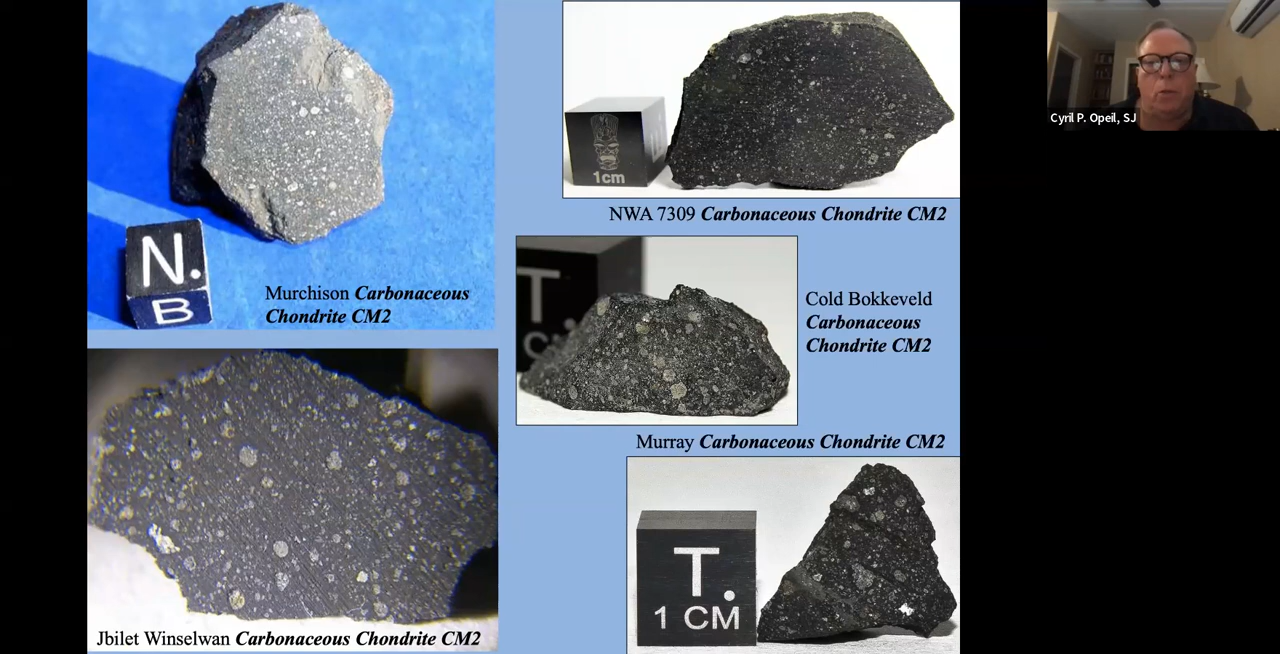 N.
B
Murchison Carbonaceous
Chondrite CM2
1cm
NWA 7309 Carbonaceous Chondrite CM2
T.
C
Cold Bokkeveld
Carbonaceous
Chondrite CM2
Jbilet Winselwan Carbonaceous Chondrite CM2
Murray Carbonaceous Chondrite CM2
T.
1 CM
Cyril P. Opeil, SJ